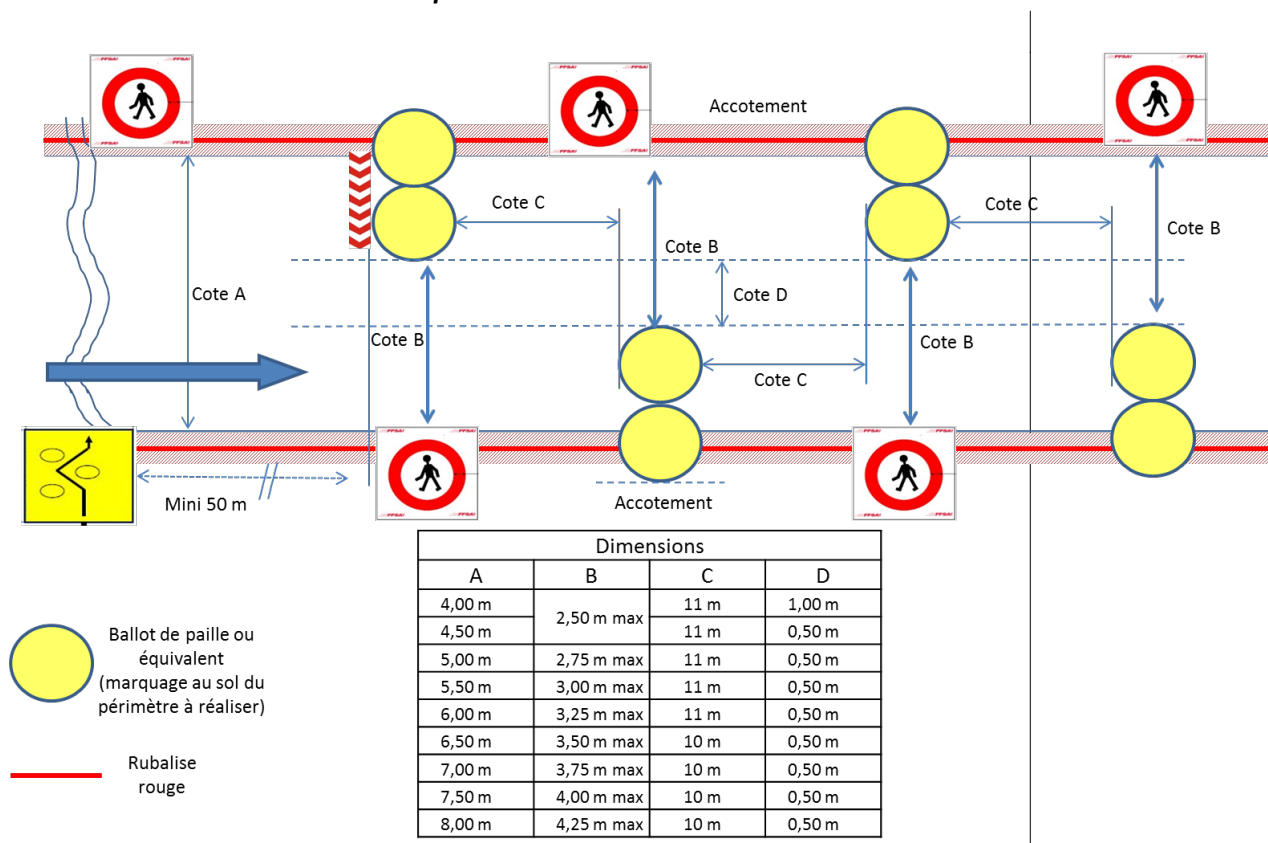 Accotement
Cote C
Cote C
Cote B
Cote B
Cote A
Cote D
Cote B
Cote B
Cote C
Mini 50 m
Accotement
Dimensions
A B C D
4,00 m 2,50 m max 11 m 1,00 m
4,50 m 11 m 0,50 m
5,00 m 2,75 m max 11 m 0,50 m
5,50 m 3,00 m max 11 m 0,50 m
6,00 m 3,25 m max 11 m 0,50 m
6,50 m 3,50 m max 10 m 0,50 m
7,00 m 3,75 m max 10 m 0,50 m
7,50 m 4,00 m max 10 m 0,50 m
8,00 m 4,25 m max 10 m 0,50 m
Ballot de paille ou
équivalent
(marquage au sol du
périmètre à réaliser)
Rubalise
rouge